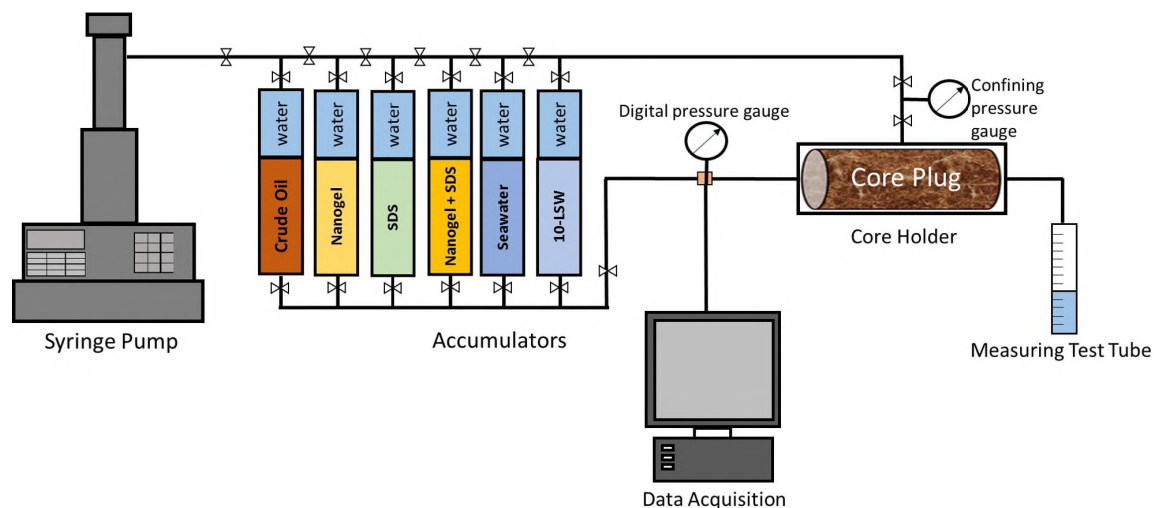 Digital pressure gauge
Confining
pressure
gauge
water
water
water
water
water
water
Crude Oil
Nanogel
SDS
Nanogel + SDS
Seawater
10-LSW
Core Plug
Core Holder
Syringe Pump
Accumulators
Measuring Test Tube
Data Acquisition